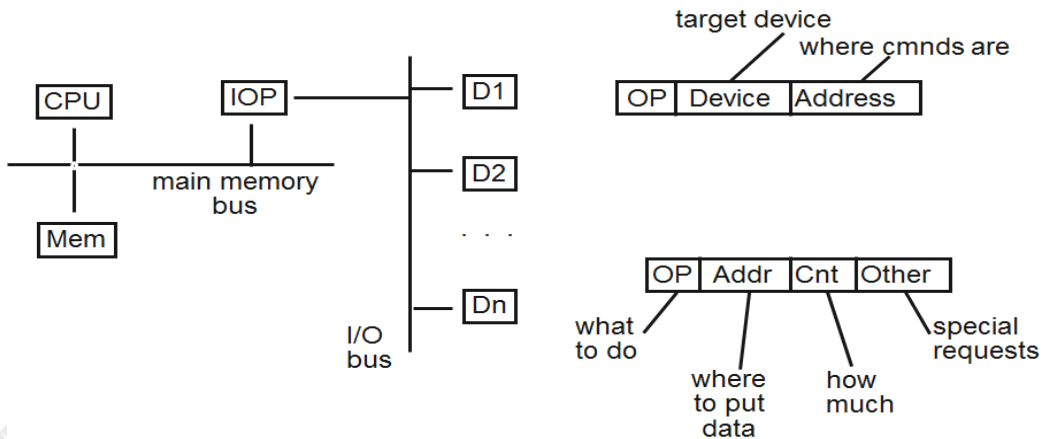 CPU
IOP
main memory
bus
Mem
D1
D2
. . .
Dn
I/O
bus
target device
where cmnds are
OP Device Address
OP Addr Cnt Other
what
to do
where
to put
data
how
much
special
requests